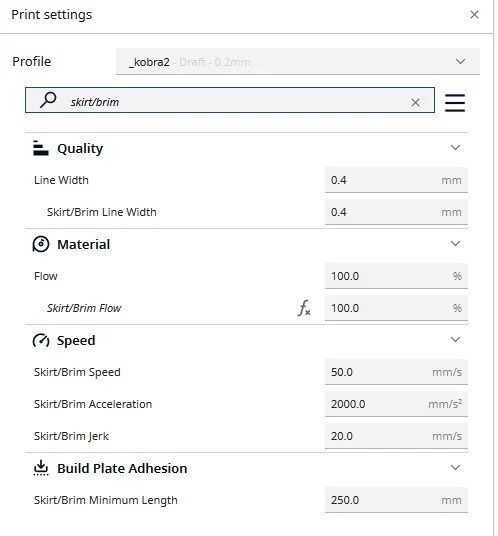 Print settings ×
Profile _kobra2 - Draft - 0.2mm
skirt/brim ×
Quality
Line Width 0.4 mm
Skirt/Brim Line Width 0.4 mm
Material
Flow 100.0 %
Skirt/Brim Flow fx 100.0 %
Speed
Skirt/Brim Speed 50.0 mm/s
Skirt/Brim Acceleration 2000.0 mm/s²
Skirt/Brim Jerk 20.0 mm/s
Build Plate Adhesion
Skirt/Brim Minimum Length 250.0 mm